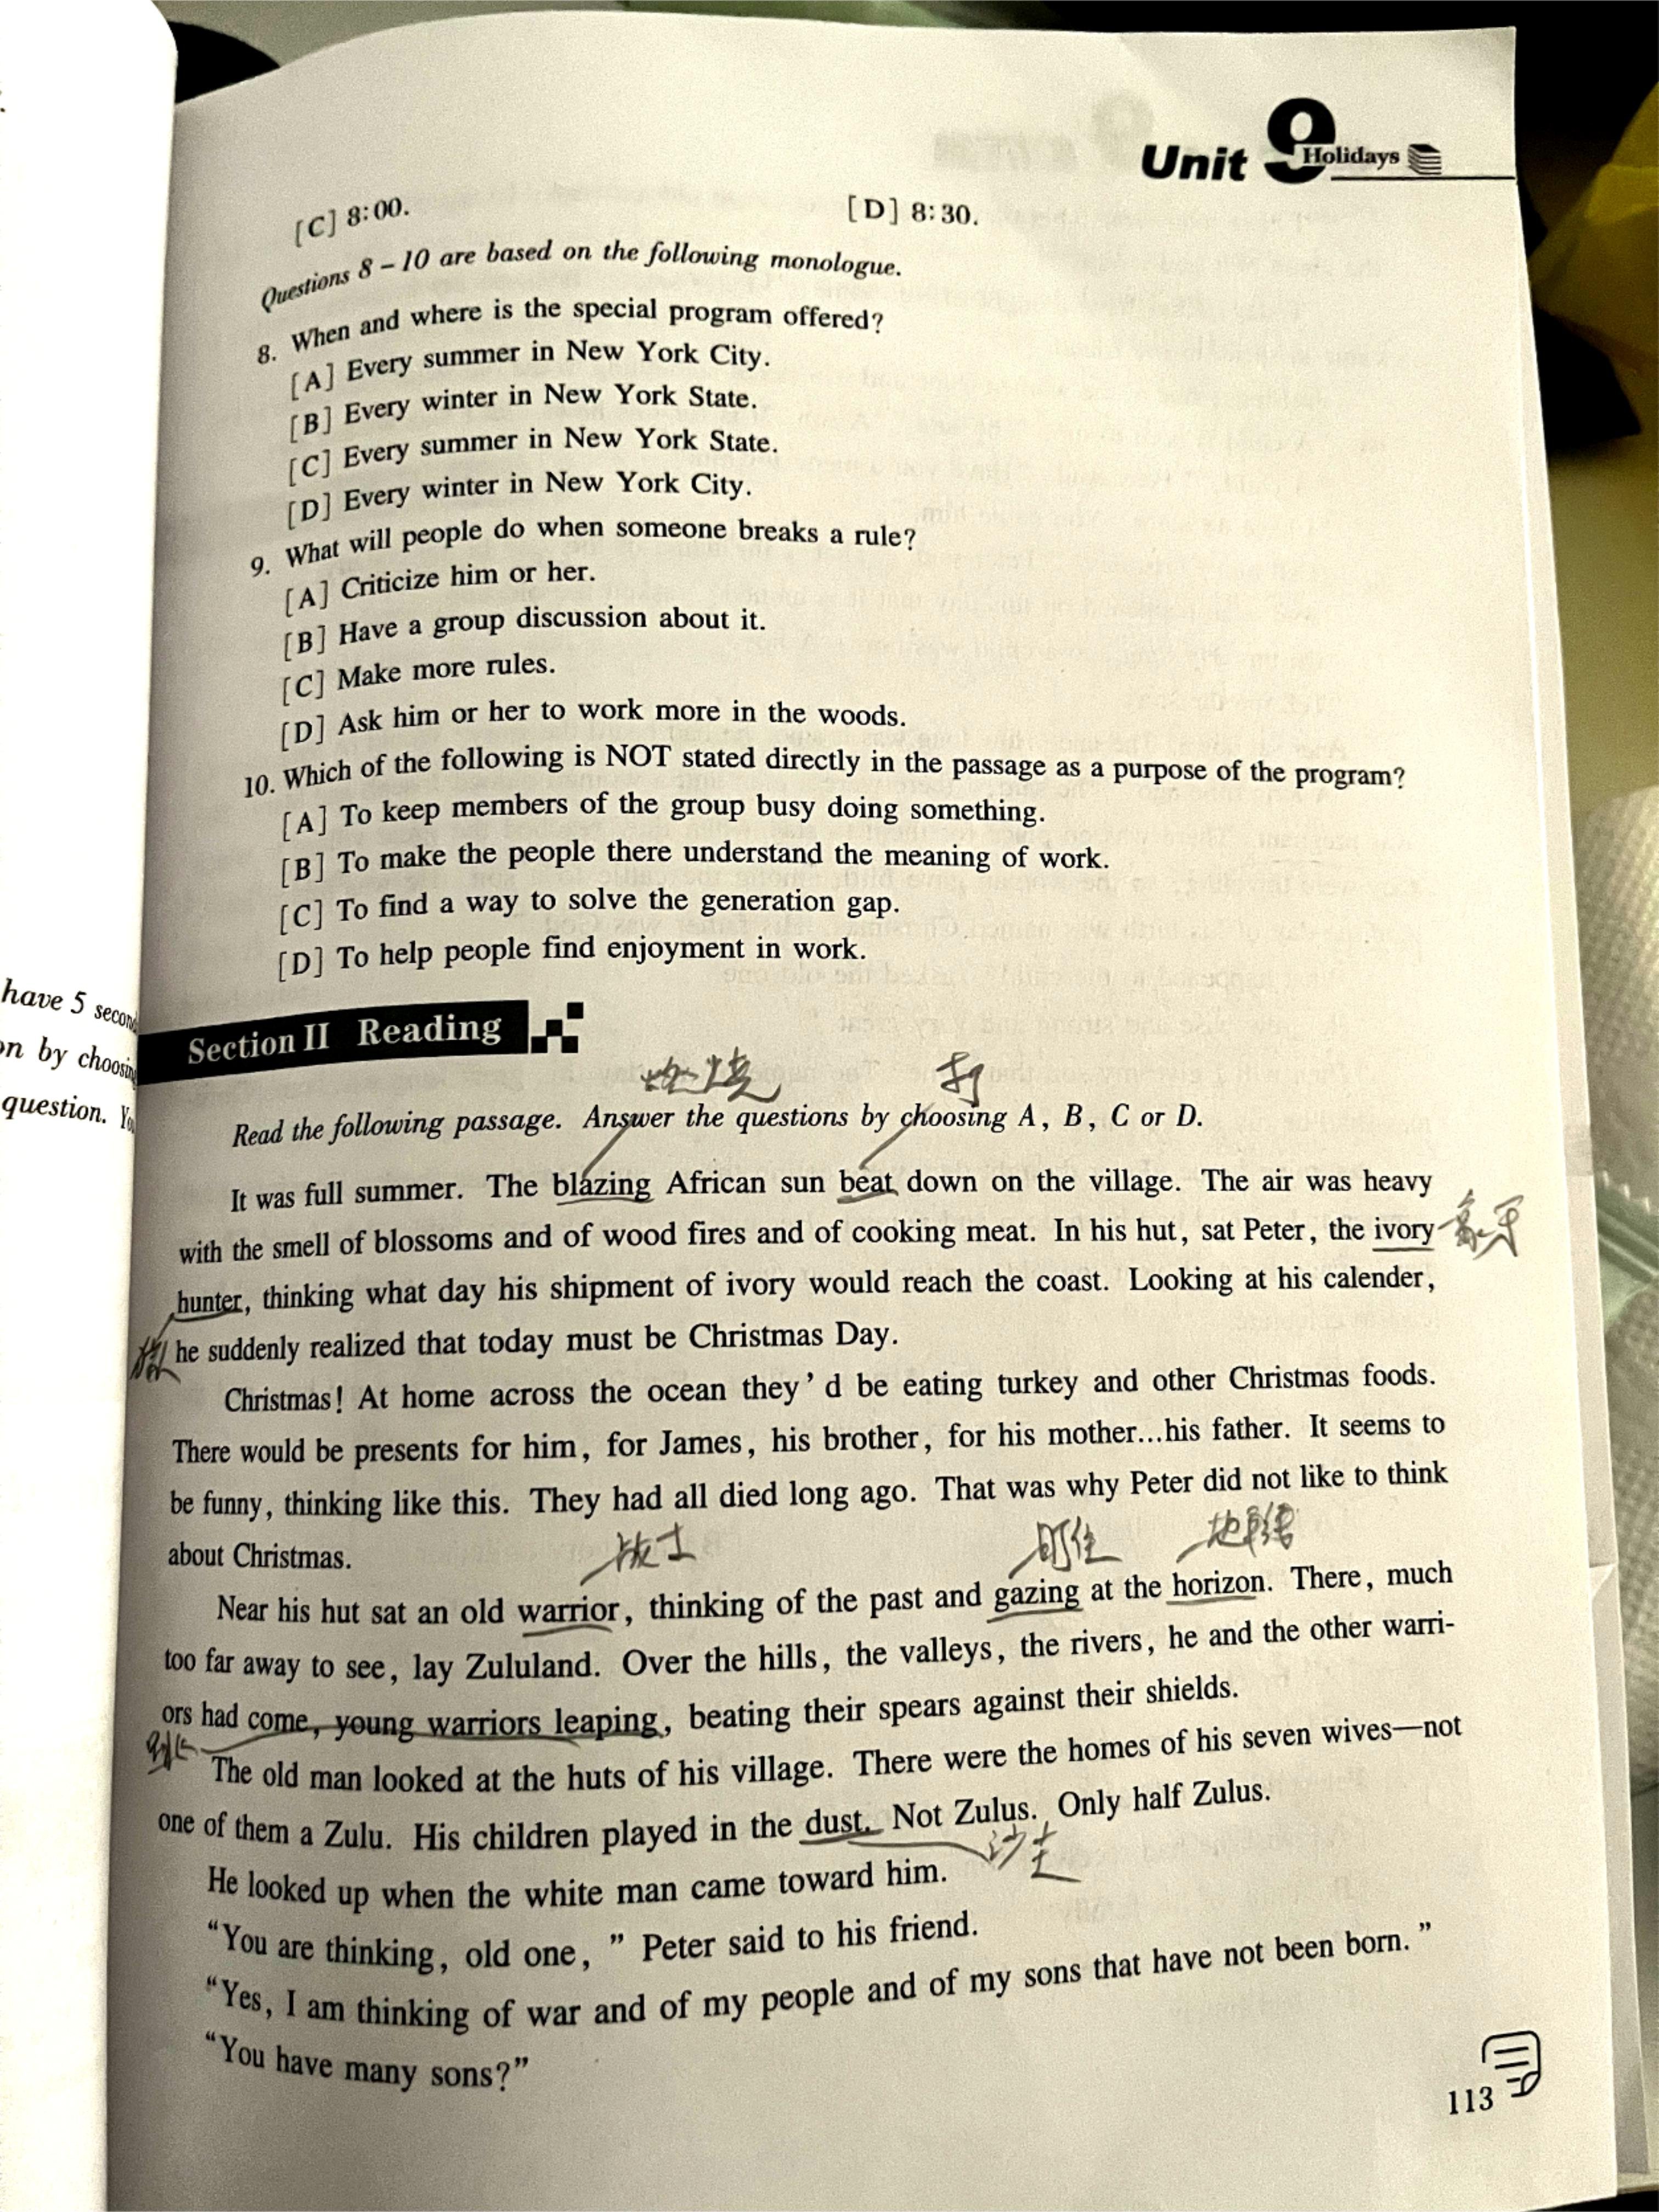 Unit 9
Holidays
[C] 8:00.
[D] 8:30.
Questions 8 – 10 are based on the following monologue.
8. When and where is the special program offered?
[A] Every summer in New York City.
[B] Every winter in New York State.
[C] Every summer in New York State.
[D] Every winter in New York City.
9. What will people do when someone breaks a rule?
[A] Criticize him or her.
[B] Have a group discussion about it.
[C] Make more rules.
[D] Ask him or her to work more in the woods.
10. Which of the following is NOT stated directly in the passage as a purpose of the program?
[A] To keep members of the group busy doing something.
[B] To make the people there understand the meaning of work.
[C] To find a way to solve the generation gap.
[D] To help people find enjoyment in work.
have 5
by
question.
Section II Reading
燃烧
打
Read the following passage. Answer the questions by choosing A, B, C or D.
It was full summer. The blazing African sun beat down on the village. The air was heavy
with the smell of blossoms and of wood fires and of cooking meat. In his hut, sat Peter, the ivory
hunter, thinking what day his shipment of ivory would reach the coast. Looking at his calender,
he suddenly realized that today must be Christmas Day.
Christmas! At home across the ocean they'd be eating turkey and other Christmas foods.
There would be presents for him, for James, his brother, for his mother...his father. It seems to
be funny, thinking like this. They had all died long ago. That was why Peter did not like to think
about Christmas.
Near his hut sat an old warrior, thinking of the past and gazing at the horizon. There, much
too far away to see, lay Zululand. Over the hills, the valleys, the rivers, he and the other warri-
ors had come, young warriors leaping, beating their spears against their shields.
The old man looked at the huts of his village. There were the homes of his seven wives—not
one of them a Zulu. His children played in the dust. Not Zulus. Only half Zulus.
沙土
He looked up when the white man came toward him.
“You are thinking, old one, ” Peter said to his friend.
“Yes, I am thinking of war and of my people and of my sons that have not been born. ”
“You have many sons?”
113